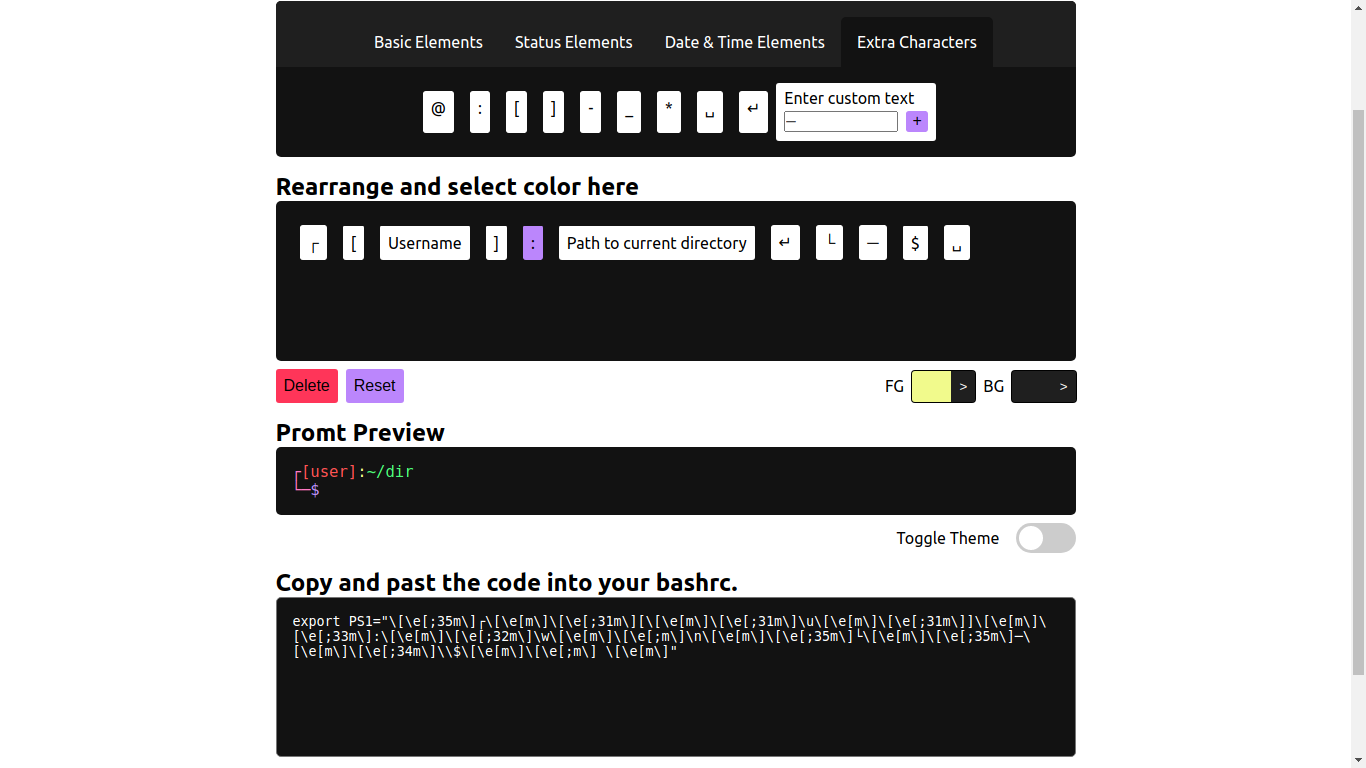 Basic Elements Status Elements Date & Time Elements Extra Characters
@ : [ ] - _ * ␣ ↵ Enter custom text
─ +
Rearrange and select color here
┌ [ Username ] : Path to current directory ↵ └ ─ $ ␣
Delete Reset FG > BG >
Promt Preview
┌[user]:~/dir
└─$
Toggle Theme
Copy and past the code into your bashrc.
export PS1="\[\e[;35m\]┌\[\e[m\]\[\e[;31m\][\[\e[m\]\[\e[;31m\]\u\[\e[m\]\[\e[;31m\]]\[\e[m\]\
[\e[;33m\]:\[\e[m\]\[\e[;32m\]\w\[\e[m\]\[\e[;m\]\n\[\e[m\]\[\e[;35m\]└\[\e[m\]\[\e[;35m\]─\
[\e[m\]\[\e[;34m\]\\$\[\e[m\]\[\e[;m\] \[\e[m\]"